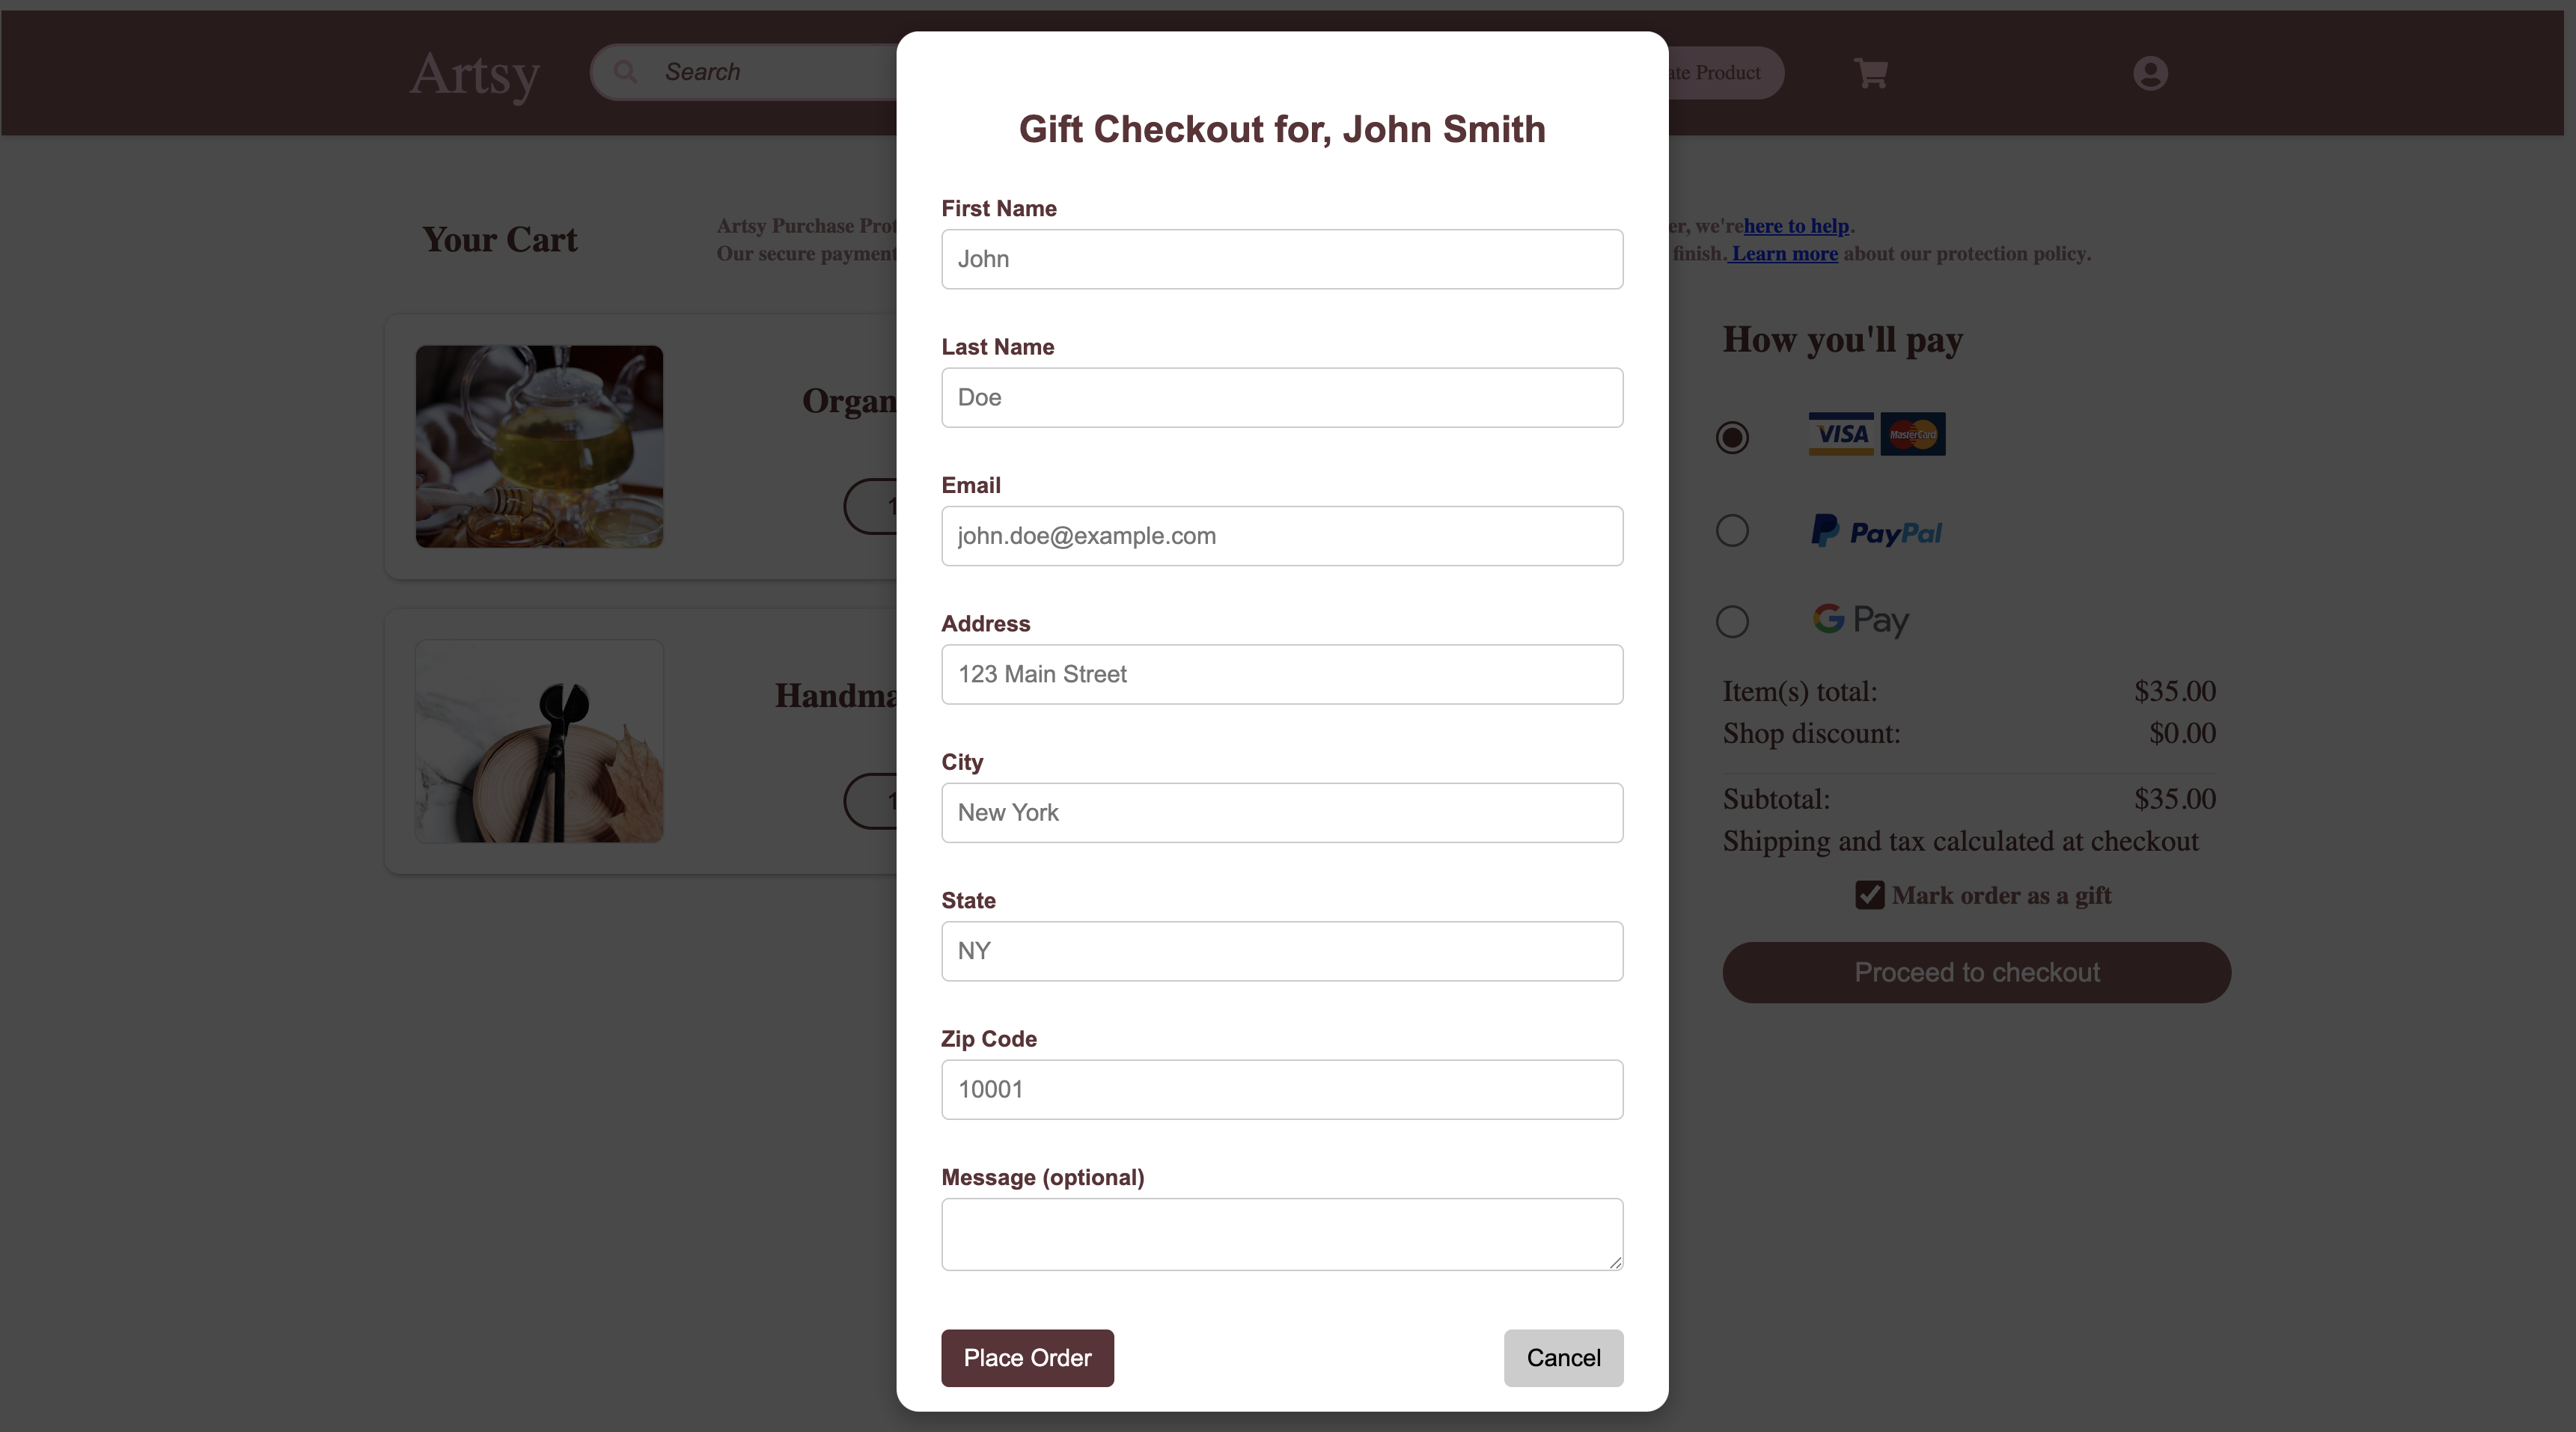 Artsy
Search
ate Product
Gift Checkout for, John Smith
Your Cart
Artsy Purchase Prot
er, we're here to help.
Our secure payment
finish. Learn more about our protection policy.
First Name
John
Last Name
Doe
Email
john.doe@example.com
Address
123 Main Street
City
New York
State
NY
Zip Code
10001
Message (optional)
Place Order
Cancel
Organ
1
Handma
1
How you'll pay
VISA
MasterCard
PayPal
G Pay
Item(s) total: $35.00
Shop discount: $0.00
Subtotal: $35.00
Shipping and tax calculated at checkout
Mark order as a gift
Proceed to checkout